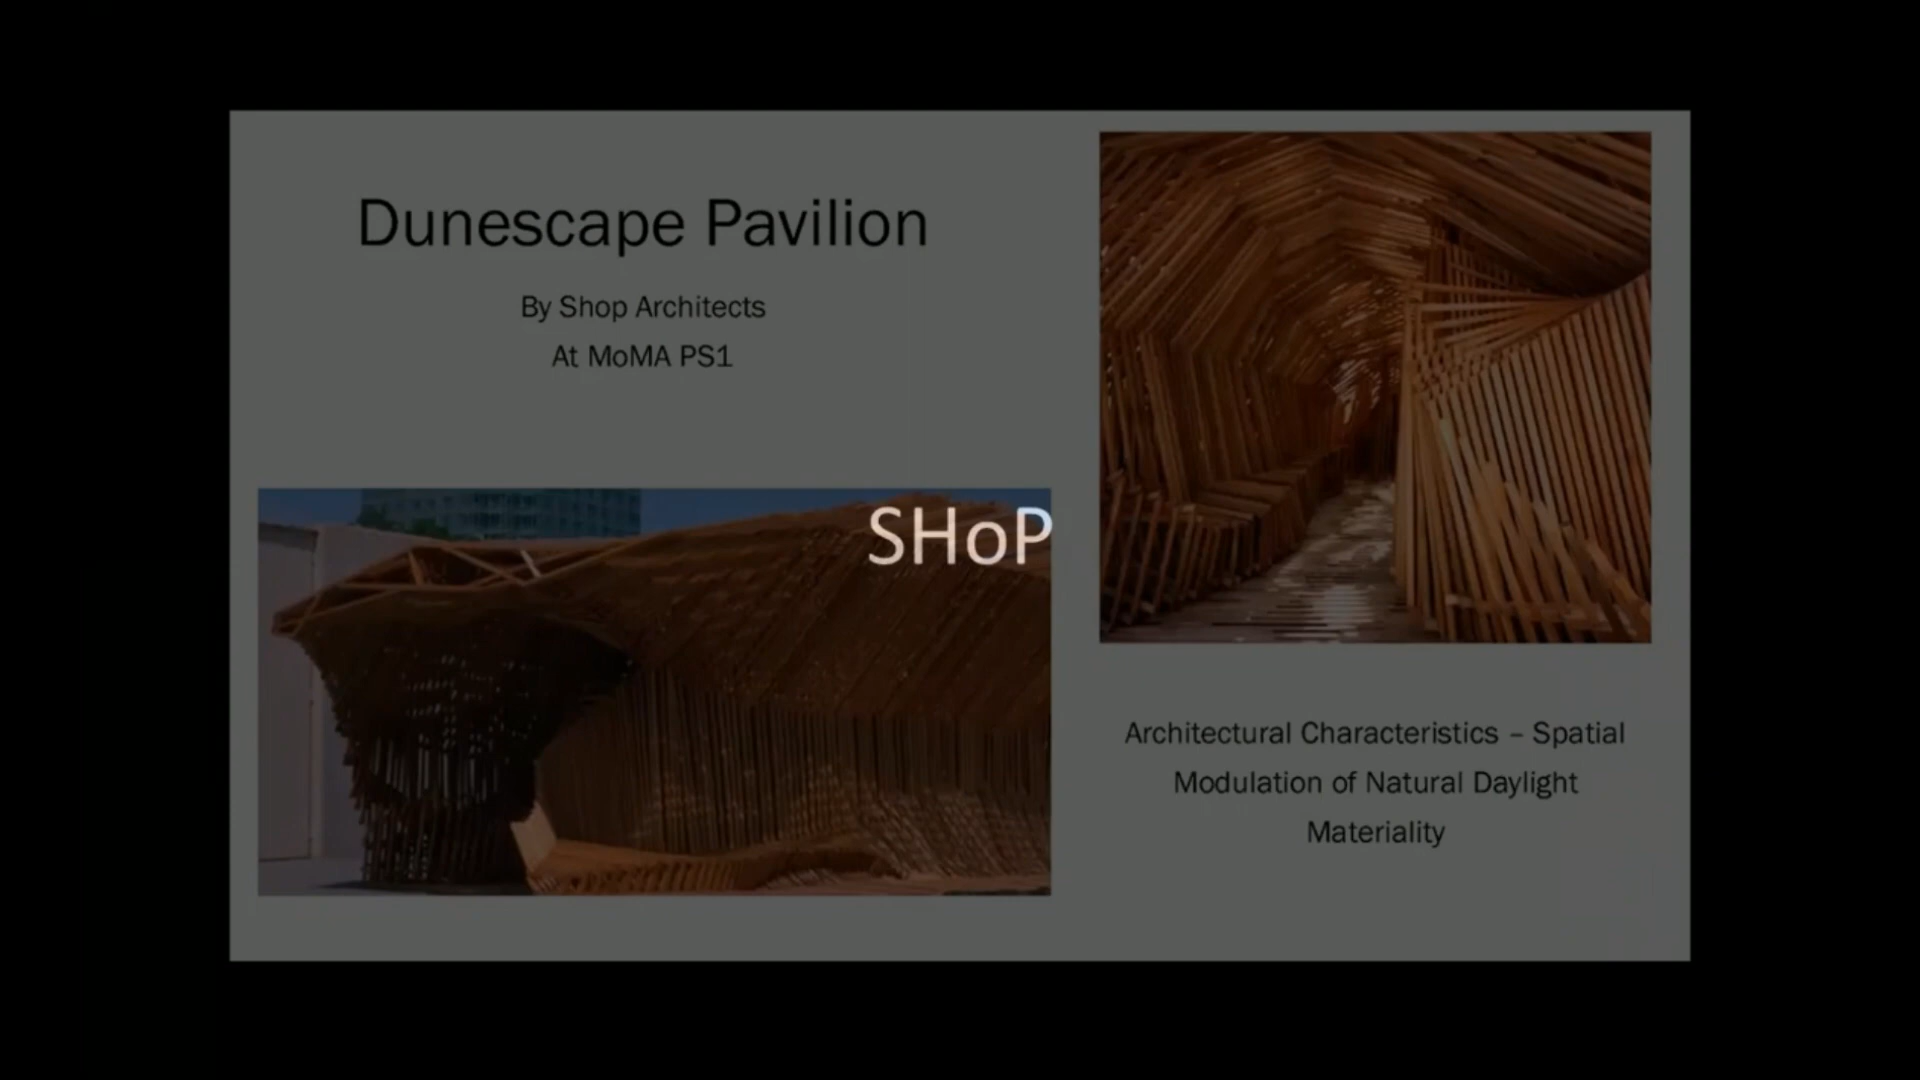 Dunescape Pavilion
By Shop Architects
At MoMA PS1
SHoP
Architectural Characteristics – Spatial
Modulation of Natural Daylight
Materiality